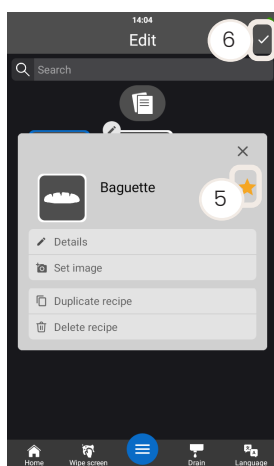 14:04
Edit
6
Search
Baguette
5
Details
Set image
Duplicate recipe
Delete recipe
Home
Wipe screen
Drain
Language